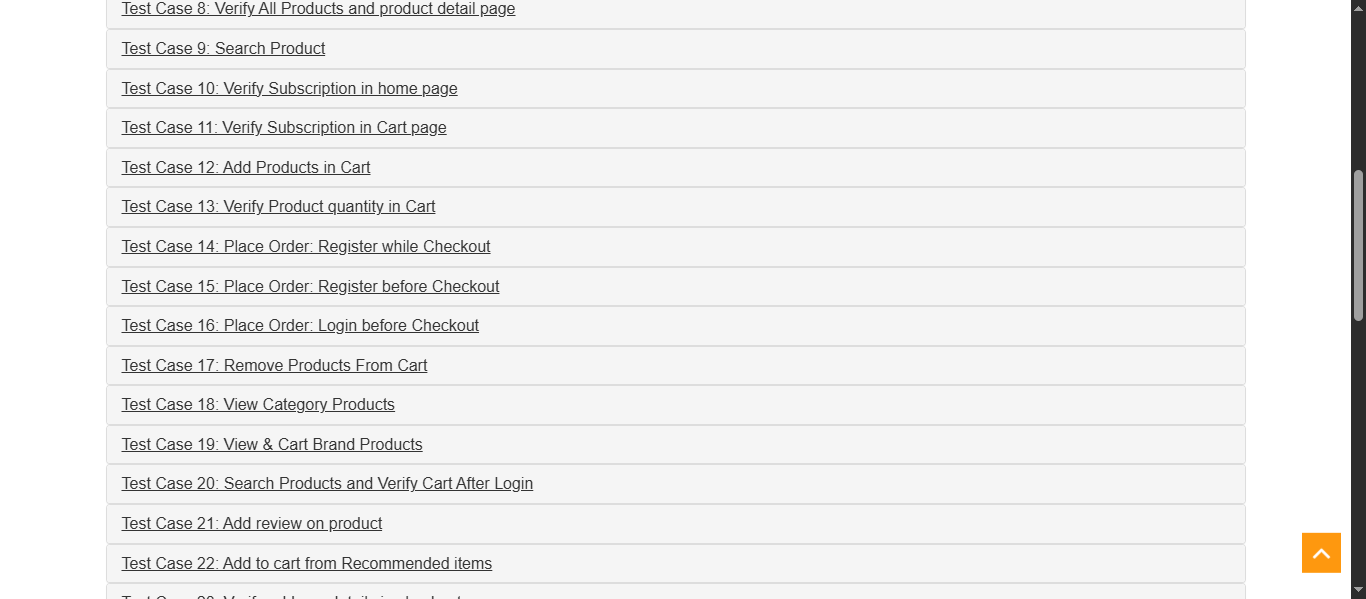 Test Case 8: Verify All Products and product detail page
Test Case 9: Search Product
Test Case 10: Verify Subscription in home page
Test Case 11: Verify Subscription in Cart page
Test Case 12: Add Products in Cart
Test Case 13: Verify Product quantity in Cart
Test Case 14: Place Order: Register while Checkout
Test Case 15: Place Order: Register before Checkout
Test Case 16: Place Order: Login before Checkout
Test Case 17: Remove Products From Cart
Test Case 18: View Category Products
Test Case 19: View & Cart Brand Products
Test Case 20: Search Products and Verify Cart After Login
Test Case 21: Add review on product
Test Case 22: Add to cart from Recommended items